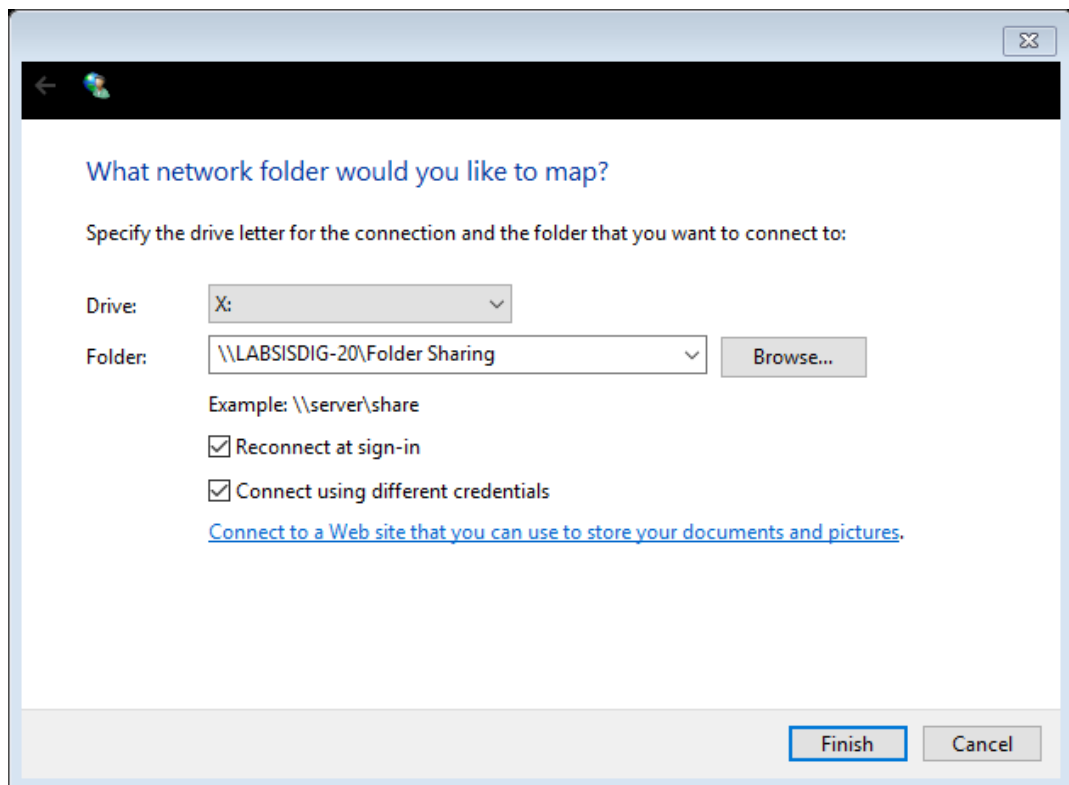 What network folder would you like to map?
Specify the drive letter for the connection and the folder that you want to connect to:
Drive: X:
Folder: \\LABSISDIG-20\Folder Sharing Browse...
Example: \\server\share
Reconnect at sign-in
Connect using different credentials
Connect to a Web site that you can use to store your documents and pictures.
Finish Cancel